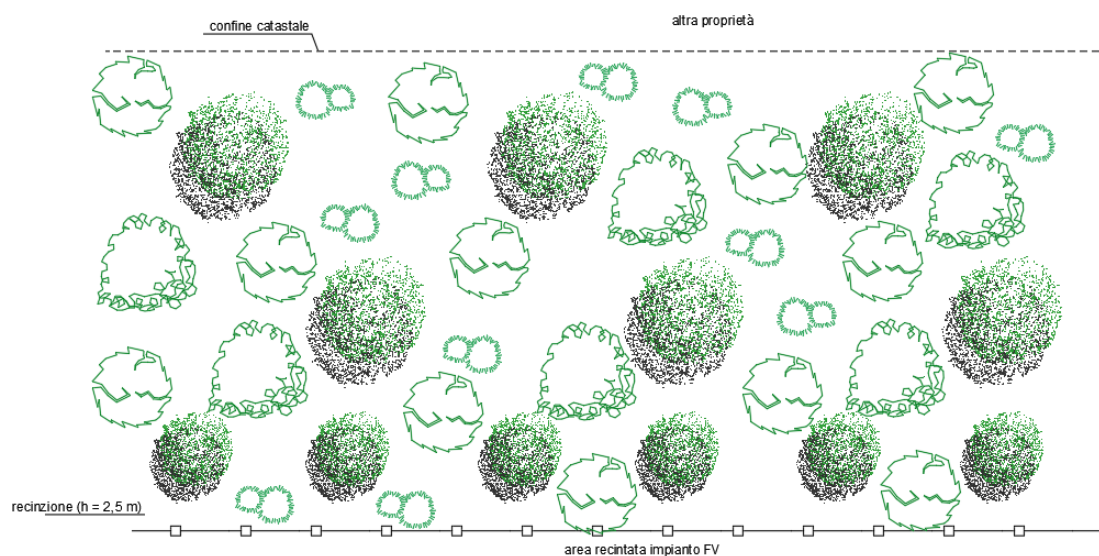 altra proprietà
confine catastale
recinzione (h = 2,5 m)
area recintata impianto FV